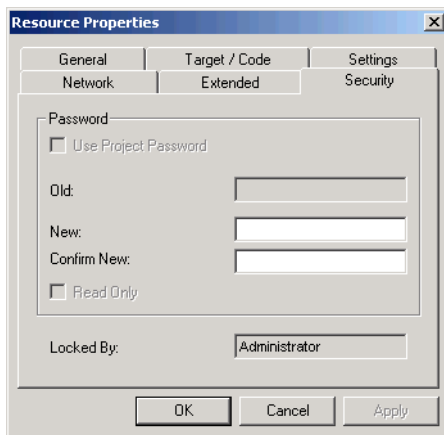 Resource Properties
General Target / Code Settings
Network Extended Security
Password
Use Project Password
Old:
New:
Confirm New:
Read Only
Locked By: Administrator
OK Cancel Apply